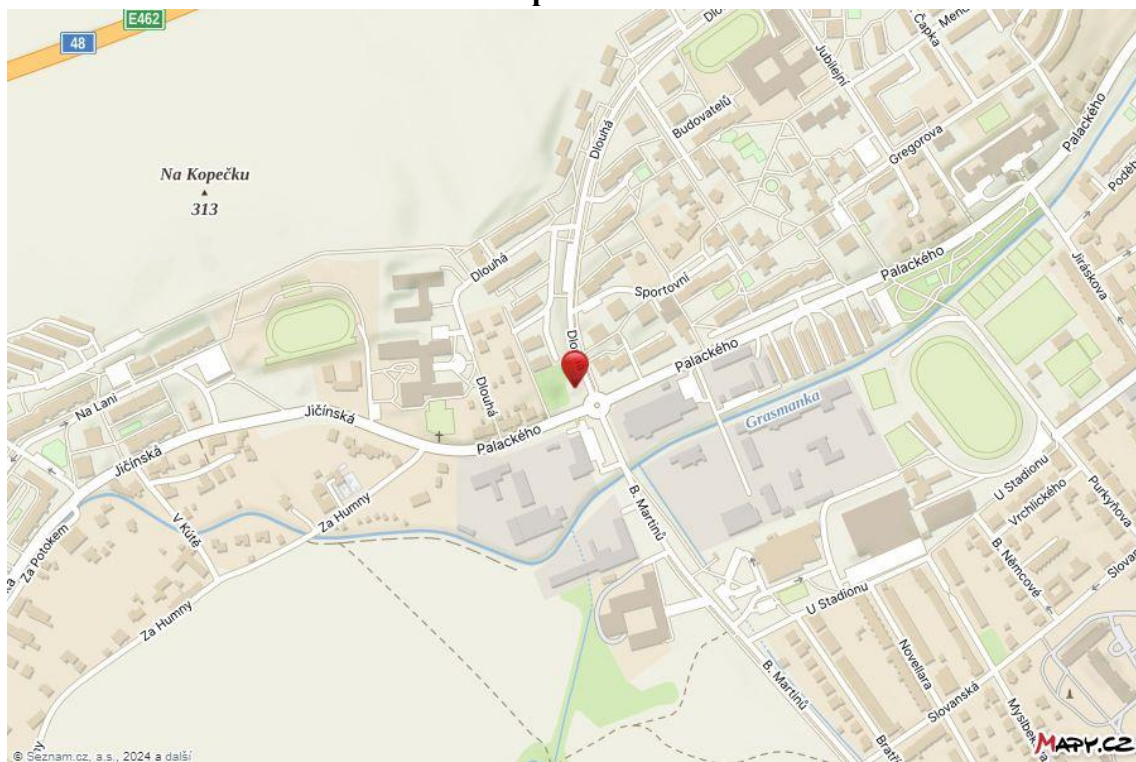 E462
48
Dlouhá
Budovatelů
Jubilejní
Čapka
Palackého
Gregorova
Na Kopečku
313
Dlouhá
Sportovní
Palackého
Jiráskova
Na Lani
Jičínská
Dlouhá
Palackého
Palackého
Grasmanka
Jičínská
Za Potokem
V Kútě
Za Humny
B. Martinů
U Stadionu
Vrchlického
Purkyňova
B. Němcové
Za Humny
U Stadionu
Novellara
Slovanská
B. Martinů
© Seznam.cz, a.s., 2024 a další
MAPY.CZ